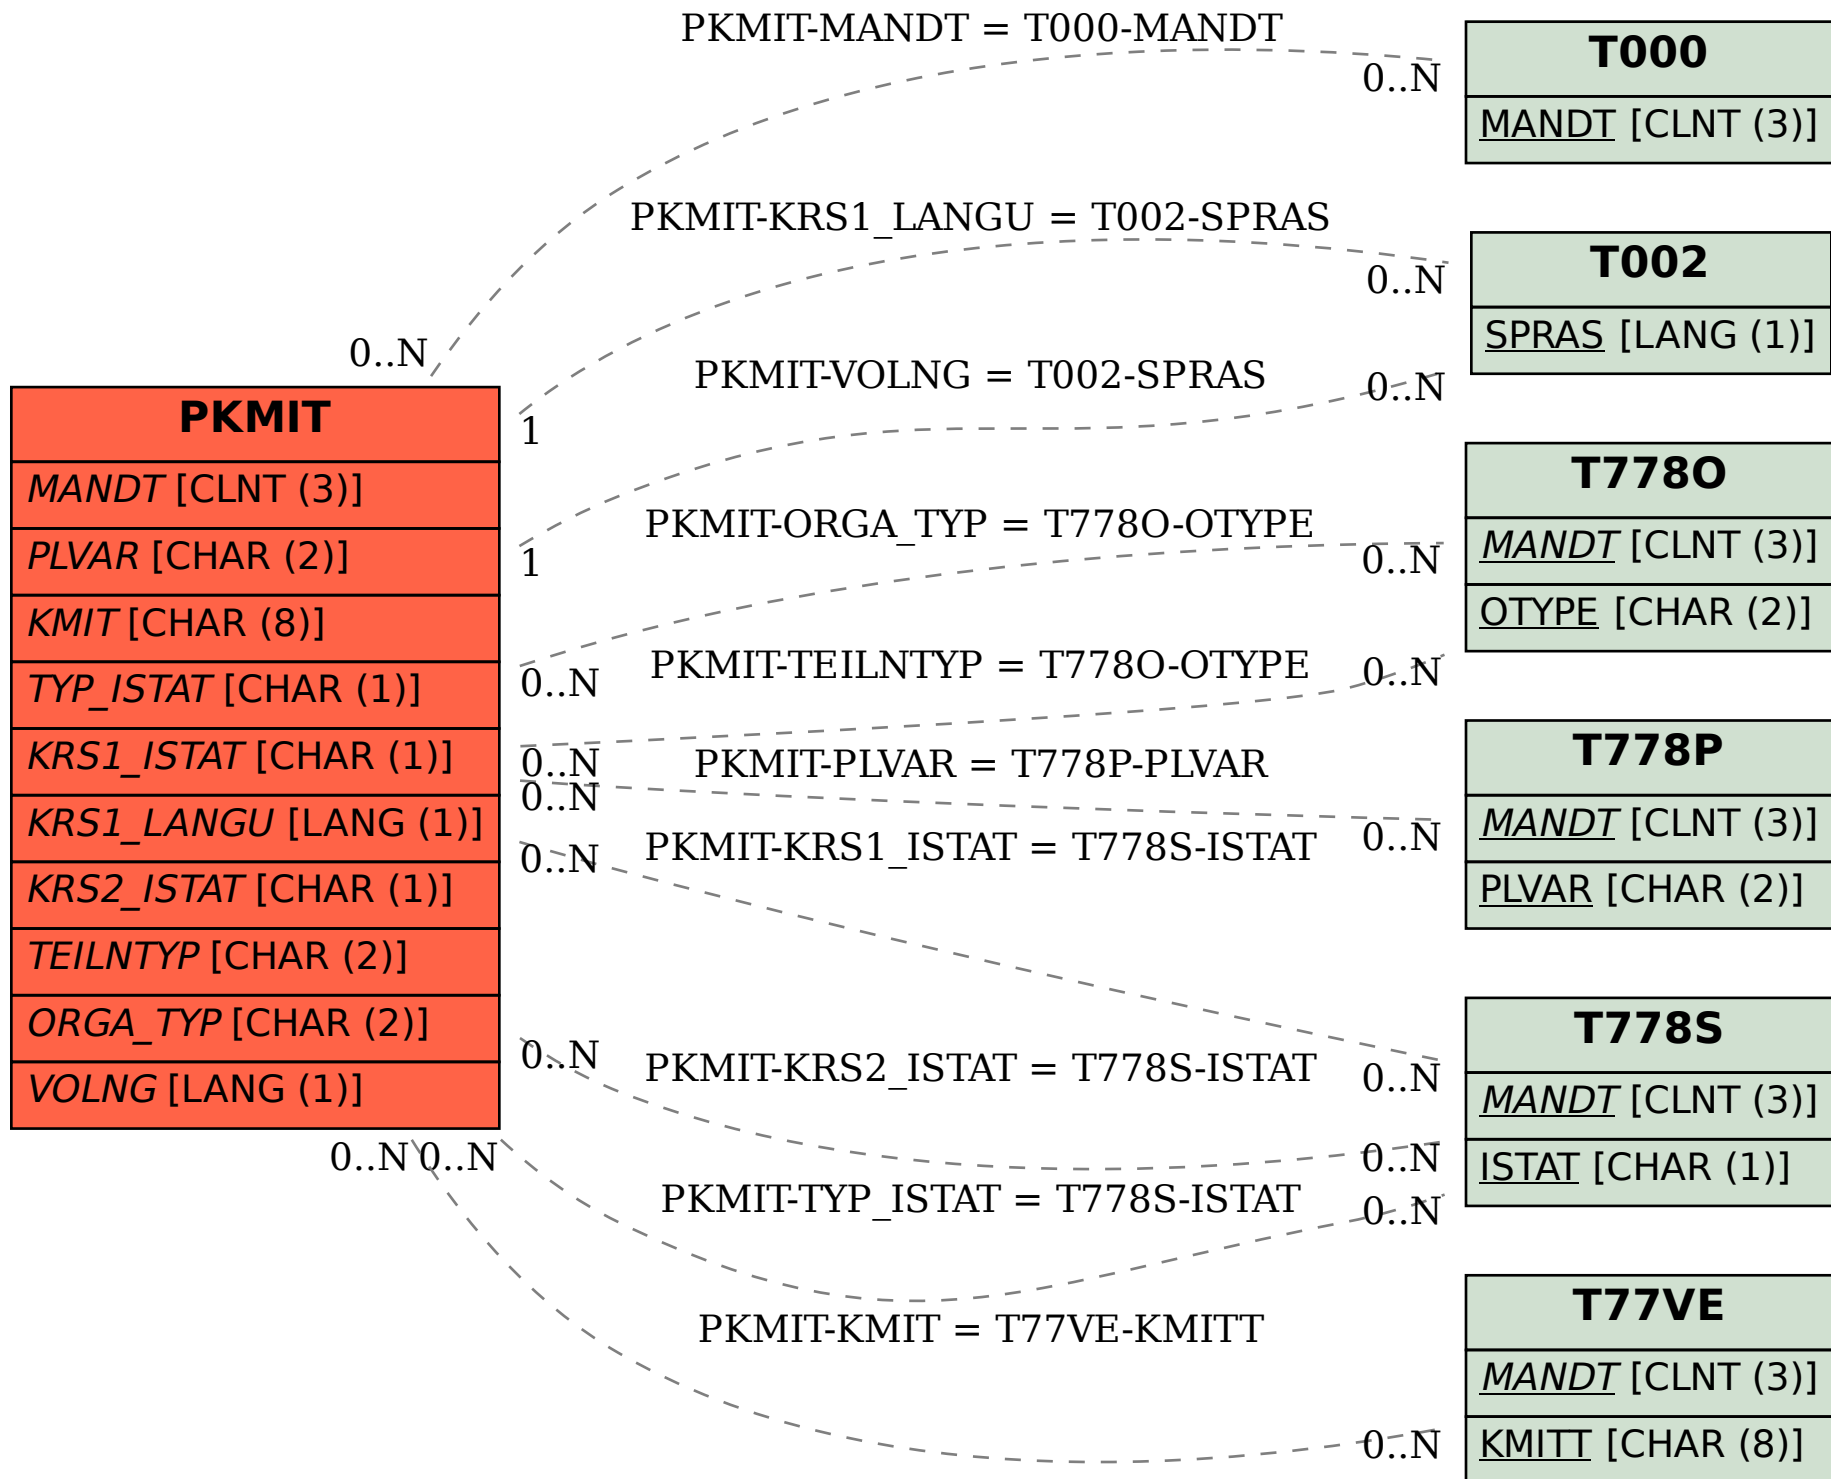 PKMIT-MANDT = T000-MANDT
0..N
0..N
T000
MANDT [CLNT (3)]
PKMIT-KRS1_LANGU = T002-SPRAS
1
0..N
T002
SPRAS [LANG (1)]
PKMIT-VOLNG = T002-SPRAS
1
0..N
PKMIT
MANDT [CLNT (3)]
PLVAR [CHAR (2)]
KMIT [CHAR (8)]
TYP_ISTAT [CHAR (1)]
KRS1_ISTAT [CHAR (1)]
KRS1_LANGU [LANG (1)]
KRS2_ISTAT [CHAR (1)]
TEILNTYP [CHAR (2)]
ORGA_TYP [CHAR (2)]
VOLNG [LANG (1)]
PKMIT-ORGA_TYP = T778O-OTYPE
0..N
0..N
T778O
MANDT [CLNT (3)]
OTYPE [CHAR (2)]
PKMIT-TEILNTYP = T778O-OTYPE
0..N
0..N
PKMIT-PLVAR = T778P-PLVAR
0..N
0..N
T778P
MANDT [CLNT (3)]
PLVAR [CHAR (2)]
PKMIT-KRS1_ISTAT = T778S-ISTAT
0..N
0..N
T778S
MANDT [CLNT (3)]
ISTAT [CHAR (1)]
PKMIT-KRS2_ISTAT = T778S-ISTAT
0..N
0..N
PKMIT-TYP_ISTAT = T778S-ISTAT
0..N
0..N
PKMIT-KMIT = T77VE-KMITT
0..N
0..N
T77VE
MANDT [CLNT (3)]
KMITT [CHAR (8)]